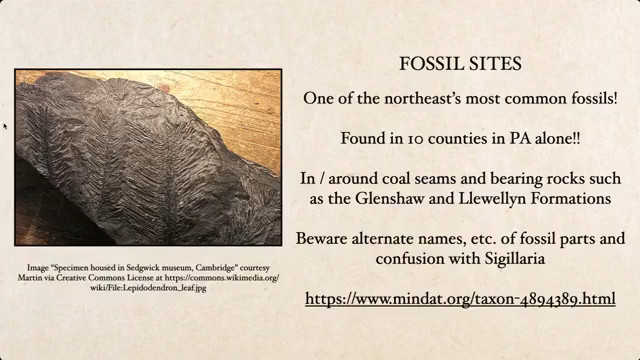 FOSSIL SITES
One of the northeast's most common fossils!
Found in 10 counties in PA alone!!
In / around coal seams and bearing rocks such
as the Glenshaw and Llewellyn Formations
Beware alternate names, etc. of fossil parts and
confusion with Sigillaria
https://www.mindat.org/taxon-4894389.html
Image "Specimen housed in Sedgwick museum, Cambridge" courtesy
Martin via Creative Commons License at https://commons.wikimedia.org/
wiki/File:Lepidodendron_leaf.jpg